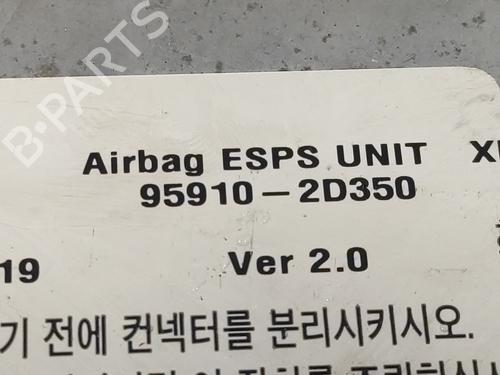 B-PARTS
Airbag ESPS UNIT
95910-2D350
19 Ver 2.0
기 전에 컨넥터를 분리시키시오.